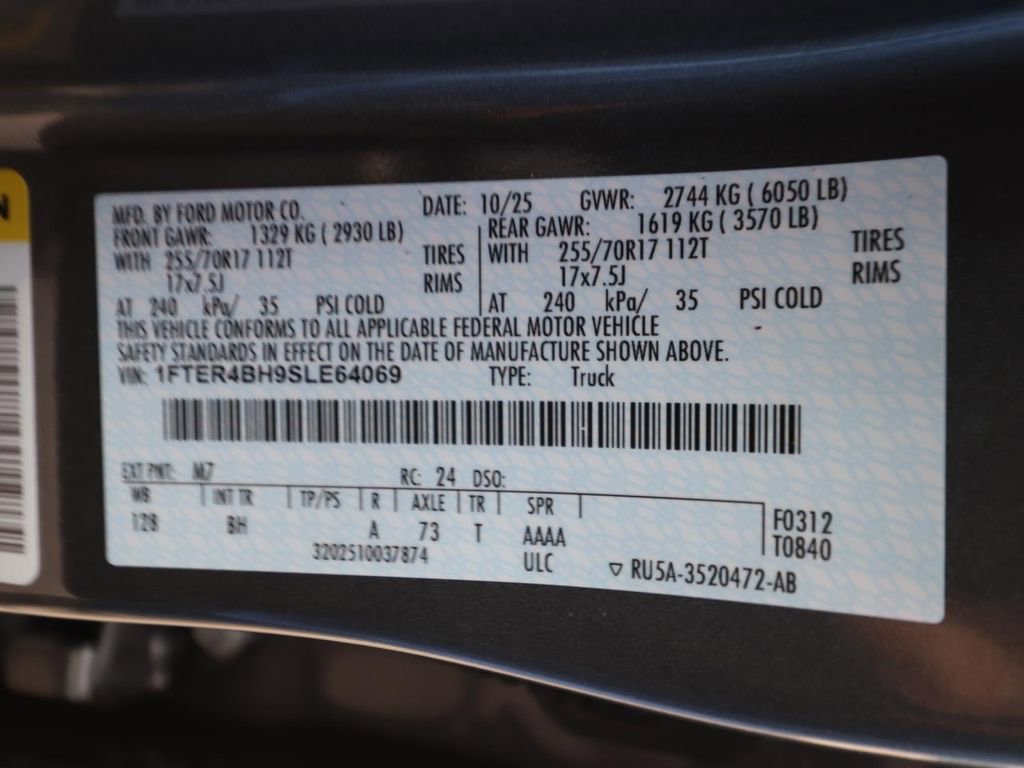 MFD. BY FORD MOTOR CO. DATE: 10/25 GVWR: 2744 KG ( 6050 LB)
FRONT GAWR: 1329 KG ( 2930 LB) REAR GAWR: 1619 KG ( 3570 LB)
WITH 255/70R17 112T TIRES WITH 255/70R17 112T TIRES
17x7.5J RIMS 17x7.5J RIMS
AT 240 kPa/ 35 PSI COLD AT 240 kPa/ 35 PSI COLD
THIS VEHICLE CONFORMS TO ALL APPLICABLE FEDERAL MOTOR VEHICLE
SAFETY STANDARDS IN EFFECT ON THE DATE OF MANUFACTURE SHOWN ABOVE.
VIN: 1FTER4BH9SLE64069 TYPE: Truck
EXT PNT: M7 RC: 24 DSO:
WB INT TR TP/PS R AXLE TR SPR
128 BH A 73 T AAAA F0312
3202510037874 ULC T0840
▽ RU5A-3520472-AB
N